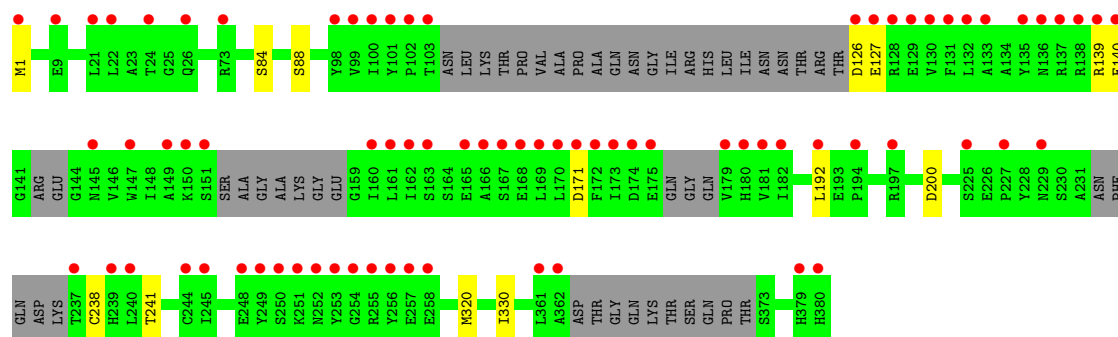 M1 E9 L21 L22 A23 T24 G25 Q26 R73 S84 S88 Y98 V99 I100 Y101 P102 T103 ASN LEU LYS THR PRO VAL ALA PRO ALA GLN ASN GLY ILE ARG HIS LEU ILE ASN ASN THR ARG THR D126 E127 R128 E129 V130 F131 L132 A133 A134 Y135 N136 R137 R138 R139 E140
G141 ARG GLU G144 N145 V146 W147 I148 A149 K150 S151 SER ALA GLY ALA LYS GLY GLU G159 I160 L161 I162 S163 S164 E165 A166 S167 E168 L169 L170 D171 F172 I173 D174 E175 GLN GLY GLN V179 H180 V181 I182 L192 E193 P194 R197 D200 S225 E226 P227 Y228 N229 S230 A231 ASN PHE
GLN ASP LYS T237 C238 H239 L240 T241 C244 I245 E248 Y249 S250 K251 N252 Y253 G254 R255 Y256 E257 E258 M320 I330 L361 A362 ASP THR GLY GLN LYS THR SER GLN PRO THR S373 H379 H380